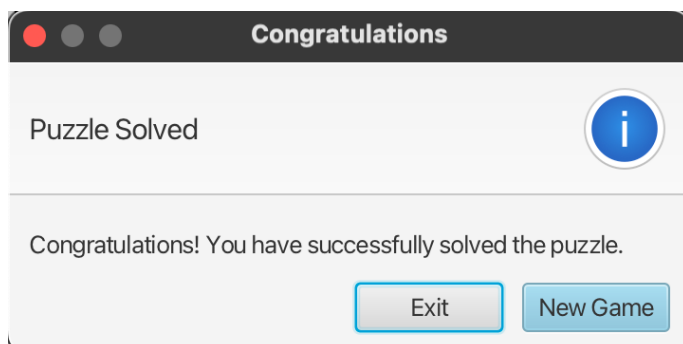 Congratulations
Puzzle Solved
i
Congratulations! You have successfully solved the puzzle.
Exit
New Game